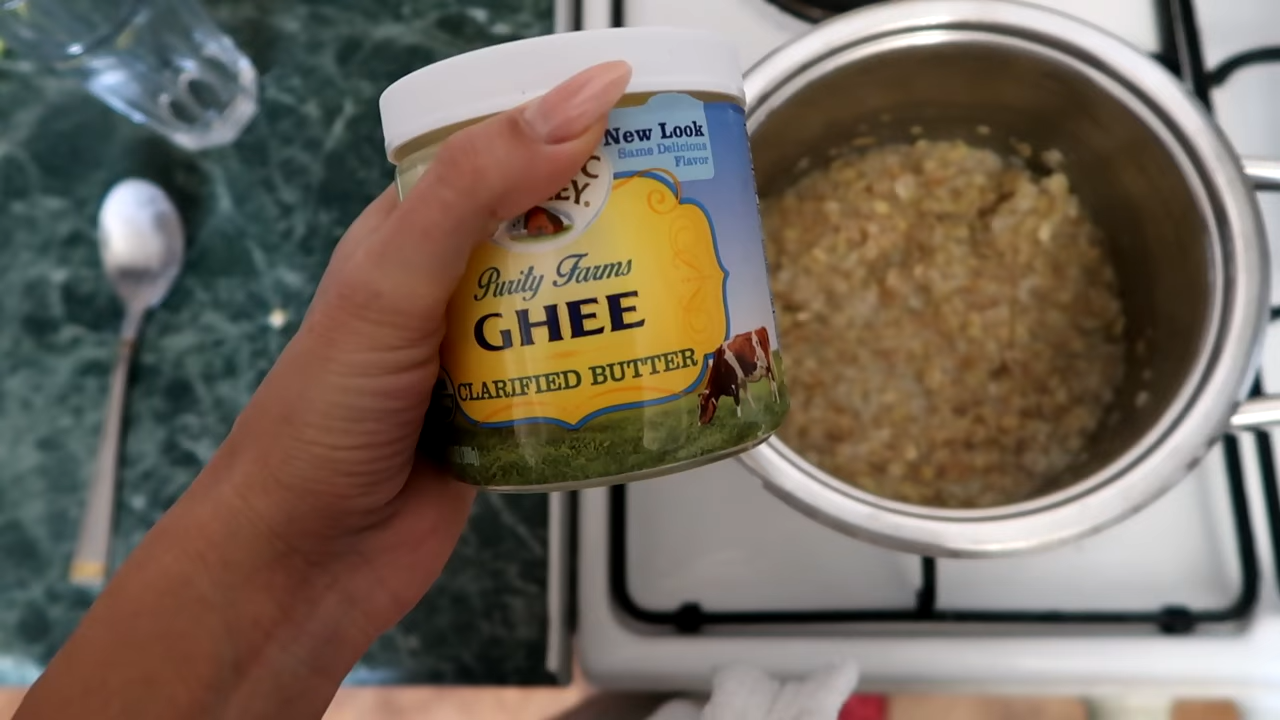 New Look
Same Delicious
Flavor
Purity Farms
GHEE
CLARIFIED BUTTER